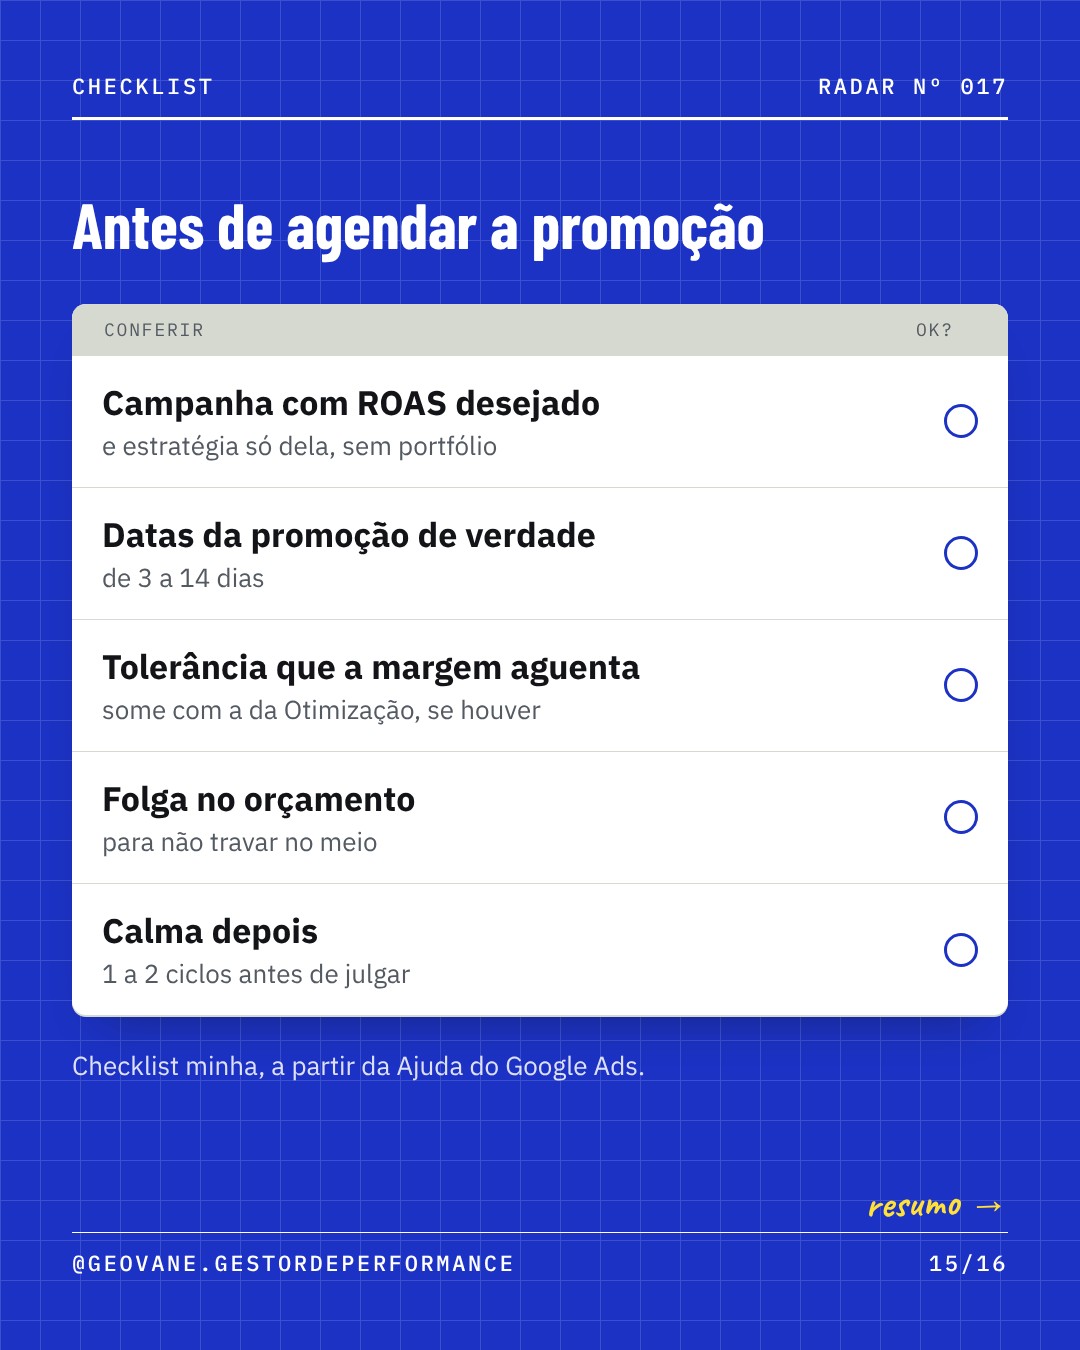 CHECKLIST
RADAR Nº 017
Antes de agendar a promoção
CONFERIR
OK?
Campanha com ROAS desejado
e estratégia só dela, sem portfólio
Datas da promoção de verdade
de 3 a 14 dias
Tolerância que a margem aguenta
some com a da Otimização, se houver
Folga no orçamento
para não travar no meio
Calma depois
1 a 2 ciclos antes de julgar
Checklist minha, a partir da Ajuda do Google Ads.
resumo →
@GEOVANE.GESTORDEPERFORMANCE
15/16